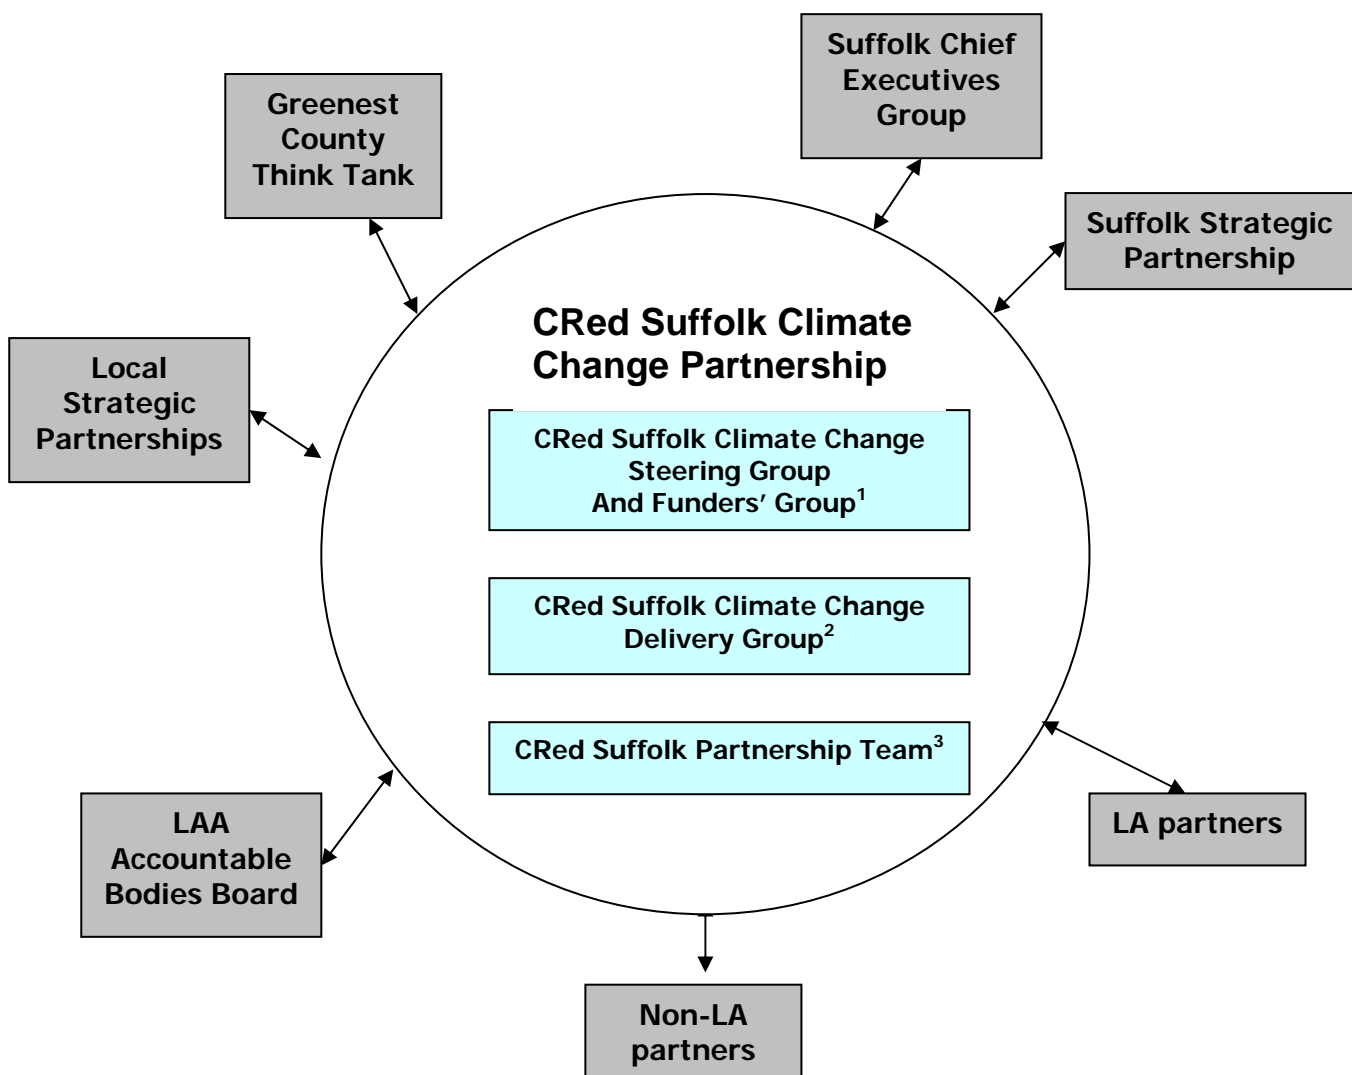 Suffolk Chief
Executives
Group
Greenest
County
Think Tank
Suffolk Strategic
Partnership
Local
Strategic
Partnerships
CRed Suffolk Climate
Change Partnership
CRed Suffolk Climate Change
Steering Group
And Funders’ Group1
CRed Suffolk Climate Change
Delivery Group2
CRed Suffolk Partnership Team3
LAA
Accountable
Bodies Board
LA partners
Non-LA
partners